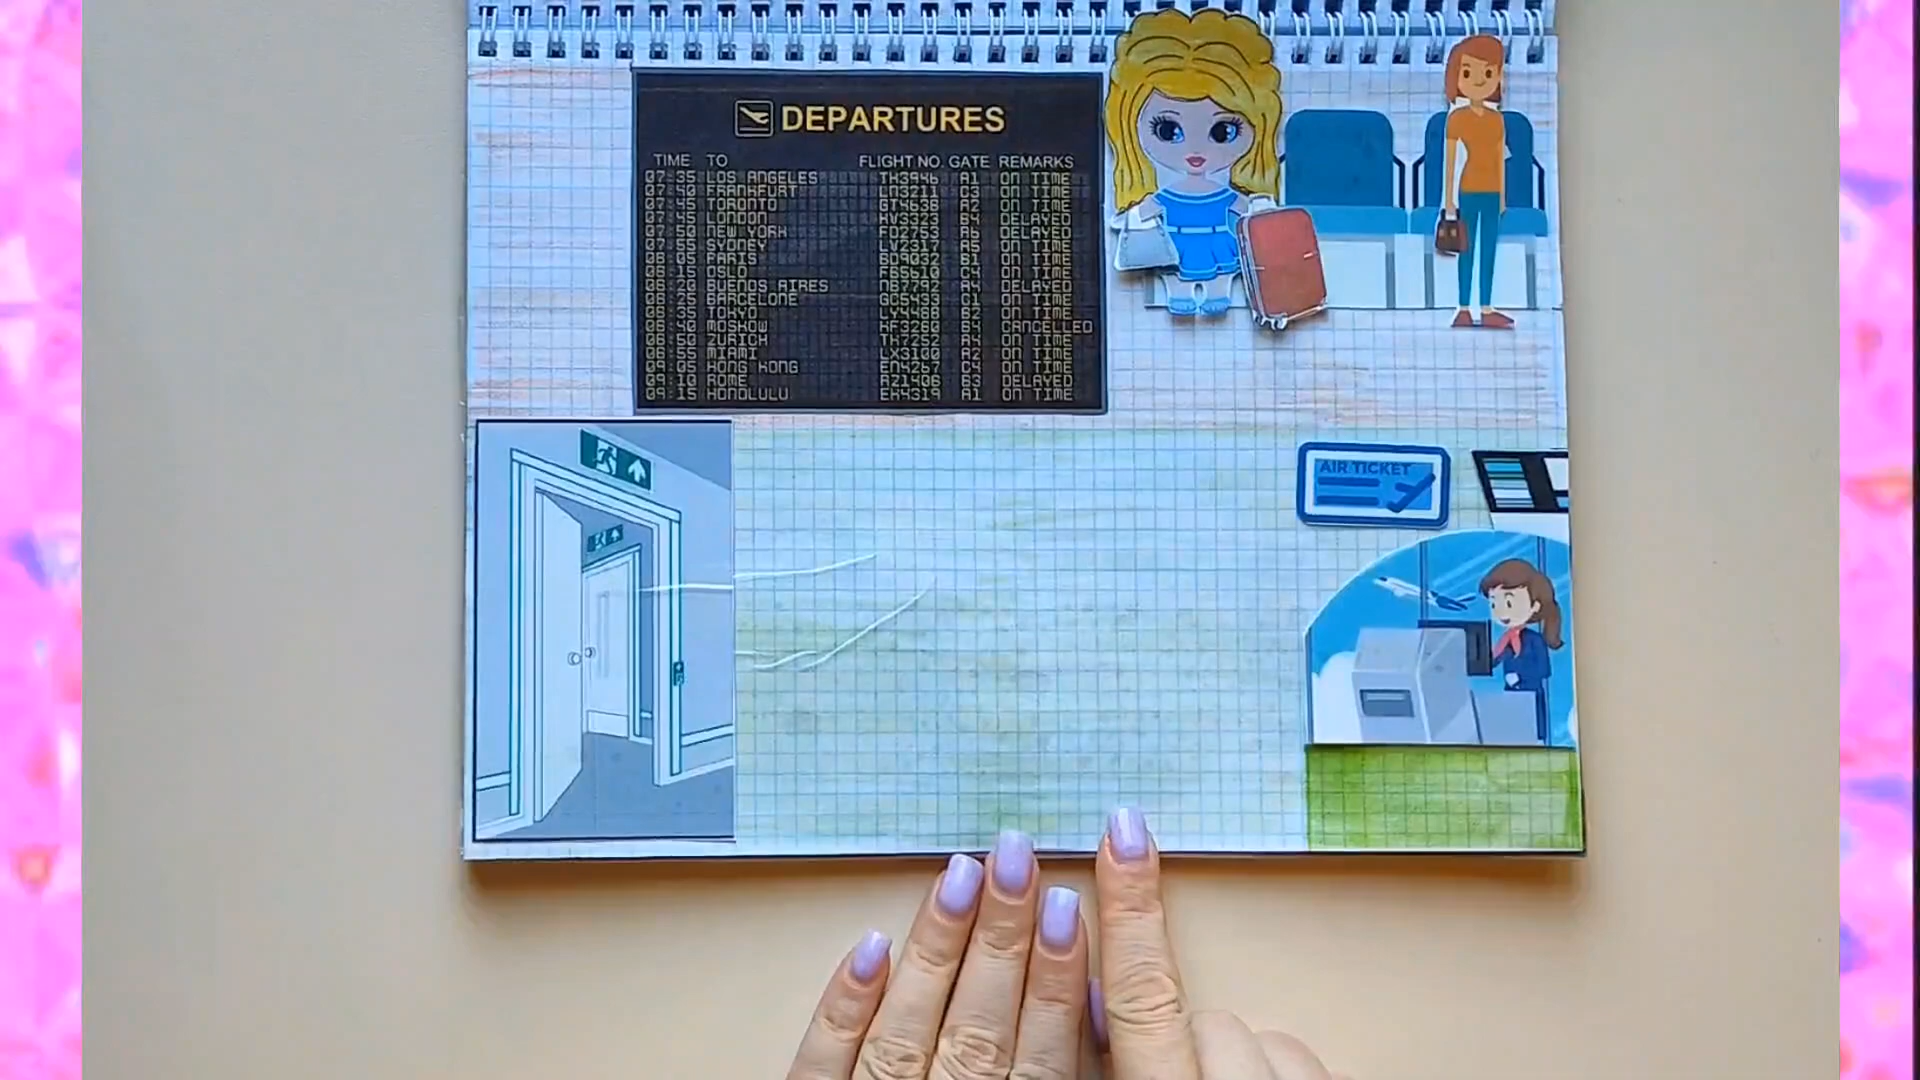 DEPARTURES
TIME TO FLIGHT NO. GATE REMARKS
07:35 LOS ANGELES TK3946 A1 ON TIME
07:40 FRANKFURT LN3211 C3 ON TIME
07:45 TORONTO GT4636 A2 ON TIME
07:45 LONDON HV3323 B4 DELAYED
07:50 NEW YORK FD2753 A6 DELAYED
07:55 SYDNEY LV2317 A5 ON TIME
08:05 PARIS BD9032 B1 ON TIME
08:15 OSLO FB5610 C4 ON TIME
08:20 BUENOS AIRES NB7792 A4 DELAYED
08:25 BARCELONE GC5433 C1 ON TIME
08:35 TOKYO LY4488 B2 ON TIME
08:40 MOSKOW HF3260 B4 CANCELLED
08:50 ZURICH TH7252 A4 ON TIME
08:55 MIAMI LX3100 A2 ON TIME
09:05 HONG KONG EN4267 C4 ON TIME
09:10 ROME AZ1406 B3 DELAYED
09:15 HONOLULU EK4319 A1 ON TIME
AIR TICKET